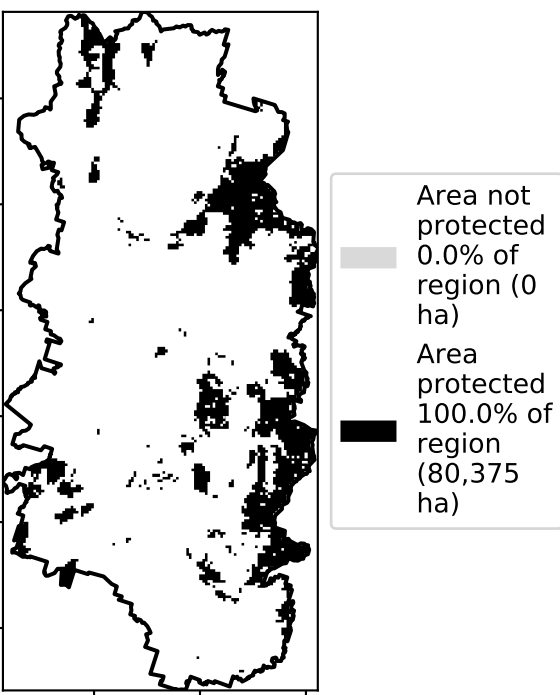 Area not
protected
0.0% of
region (0
ha)
Area
protected
100.0% of
region
(80,375
ha)